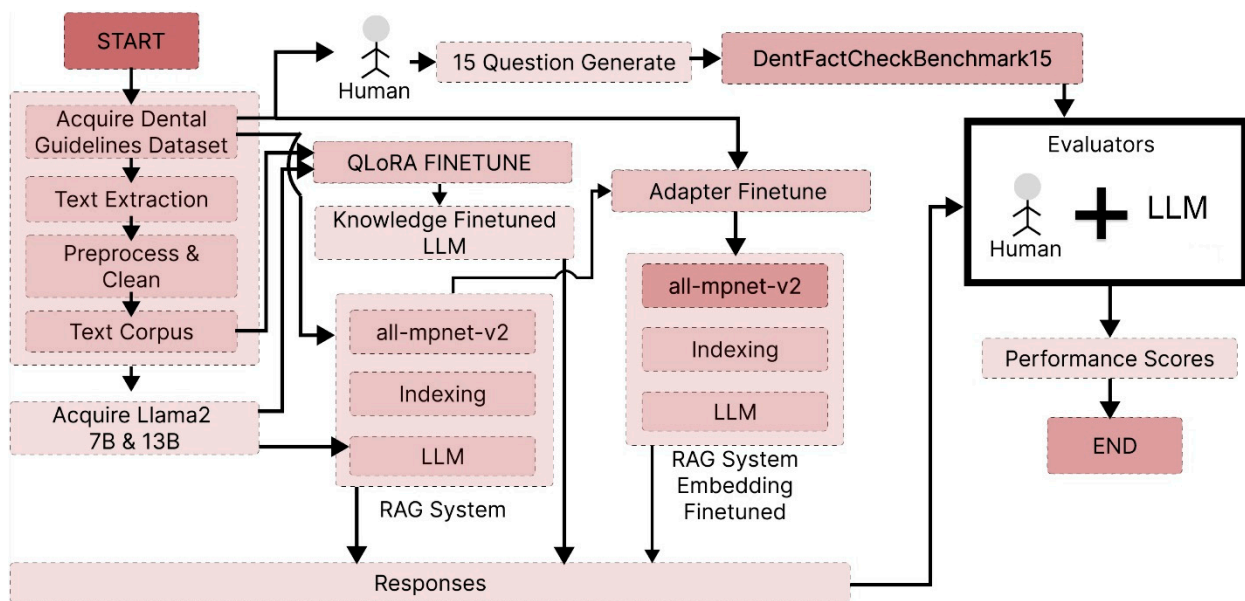 START
Human
15 Question Generate
DentFactCheckBenchmark15
Acquire Dental
Guidelines Dataset
Text Extraction
Preprocess &
Clean
Text Corpus
Acquire Llama2
7B & 13B
QLoRA FINETUNE
Knowledge Finetuned
LLM
all-mpnet-v2
Indexing
LLM
RAG System
Adapter Finetune
all-mpnet-v2
Indexing
LLM
RAG System
Embedding
Finetuned
Evaluators
Human
LLM
Performance Scores
END
Responses